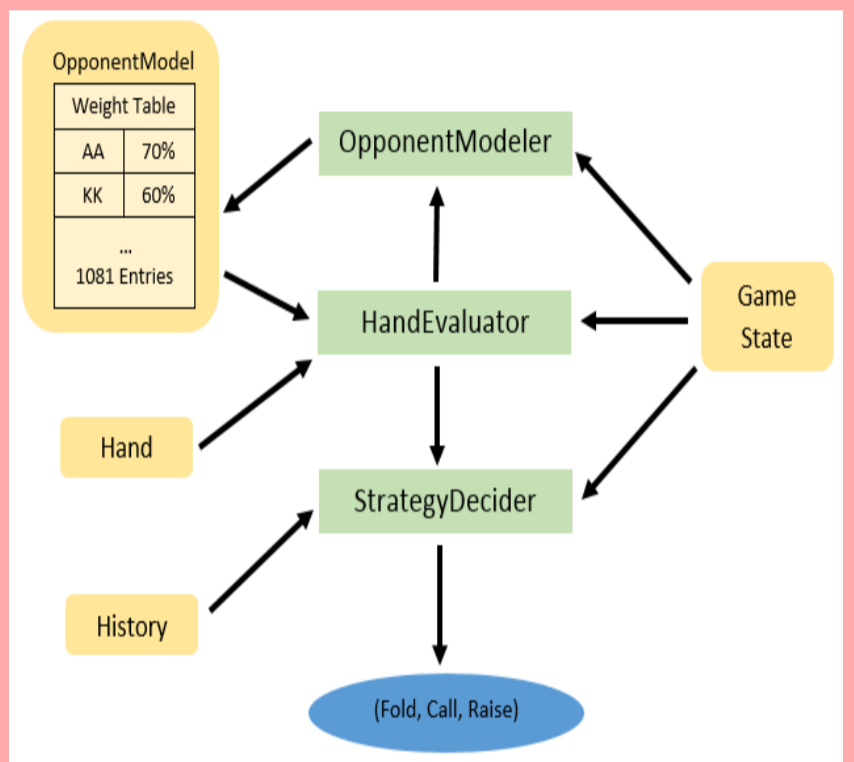 OpponentModel
Weight Table
AA 70%
KK 60%
...
1081 Entries
OpponentModeler
HandEvaluator
Game
State
Hand
StrategyDecider
History
(Fold, Call, Raise)